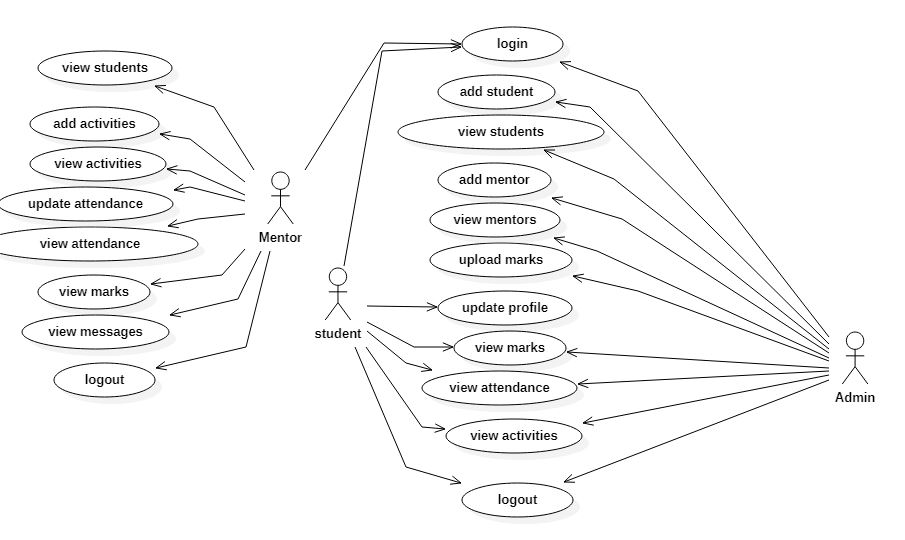 view students
add activities
view activities
update attendance
view attendance
view marks
view messages
logout
Mentor
student
login
add student
view students
add mentor
view mentors
upload marks
update profile
view marks
view attendance
view activities
logout
Admin